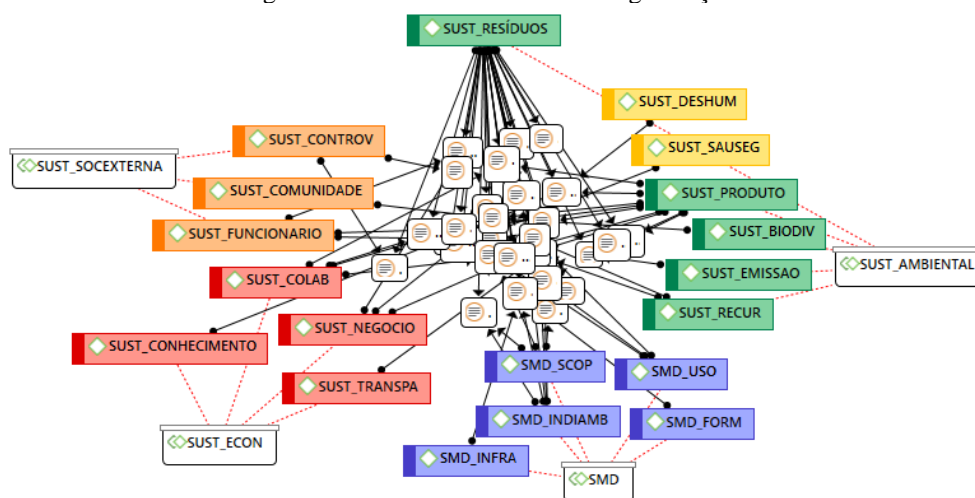 SUST_RESÍDUOS
SUST_DESHUM
SUST_CONTROV
SUST_SAUSEG
SUST_SOCEXTERNA
SUST_COMUNIDADE
SUST_PRODUTO
SUST_FUNCIONARIO
SUST_BIODIV
SUST_COLAB
SUST_EMISSAO
SUST_AMBIENTAL
SUST_RECUR
SUST_NEGOCIO
SUST_CONHECIMENTO
SMD_SCOP
SMD_USO
SUST_TRANSPA
SMD_INDIAMB
SMD_FORM
SUST_ECON
SMD_INFRA
SMD